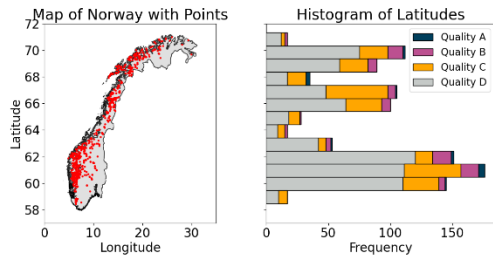 Map of Norway with Points
Histogram of Latitudes
72
70
68
66
64
62
60
58
Latitude
0
10
20
30
Longitude
Quality A
Quality B
Quality C
Quality D
0
50
100
150
Frequency